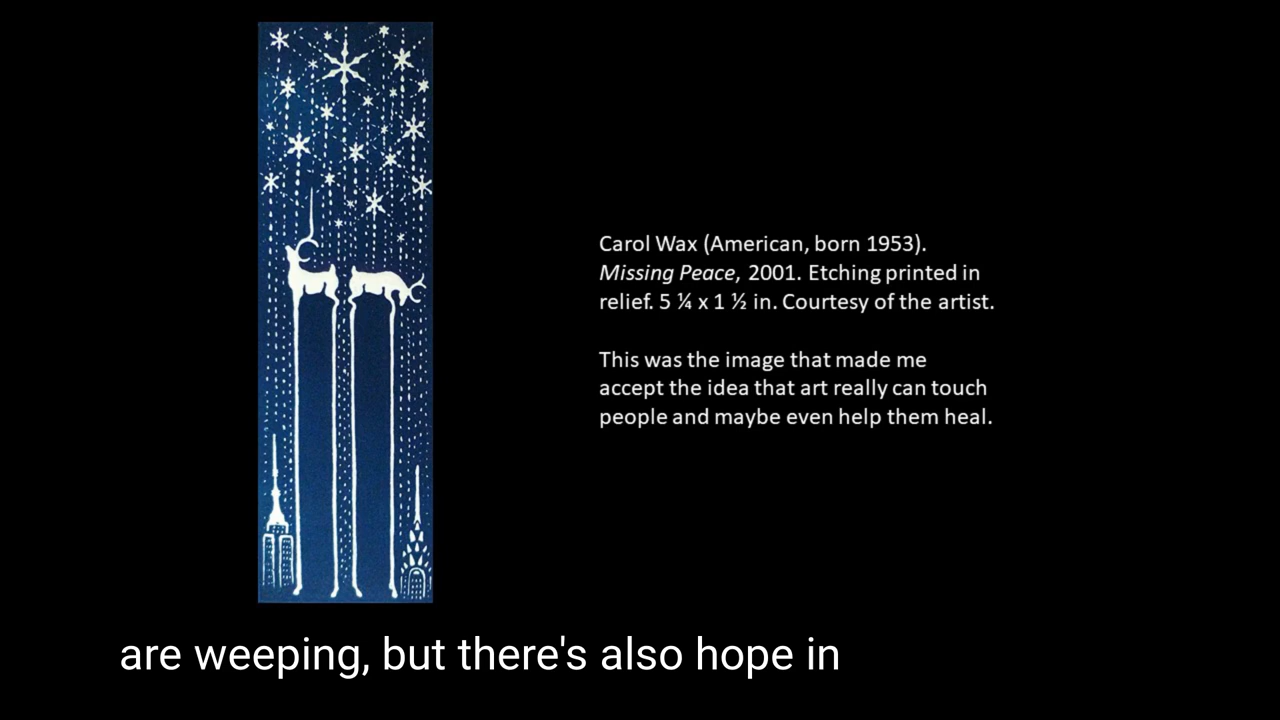 Carol Wax (American, born 1953).
Missing Peace, 2001. Etching printed in
relief. 5 ¼ x 1 ½ in. Courtesy of the artist.
This was the image that made me
accept the idea that art really can touch
people and maybe even help them heal.
are weeping, but there's also hope in